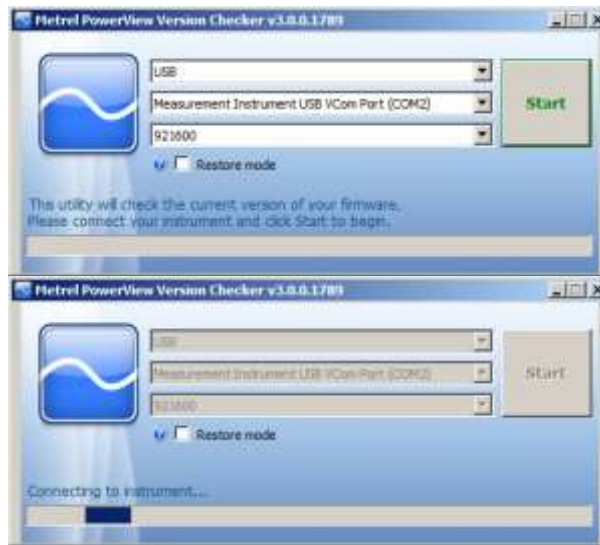 Metrel PowerView Version Checker v3.0.0.1789
USB
Measurement Instrument USB VCom Port (COM2)
Start
921600
Restore mode
This utility will check the current version of your firmware.
Please connect your instrument and click Start to begin.
Metrel PowerView Version Checker v3.0.0.1789
USB
Measurement Instrument USB VCom Port (COM2)
Start
921600
Restore mode
Connecting to instrument...